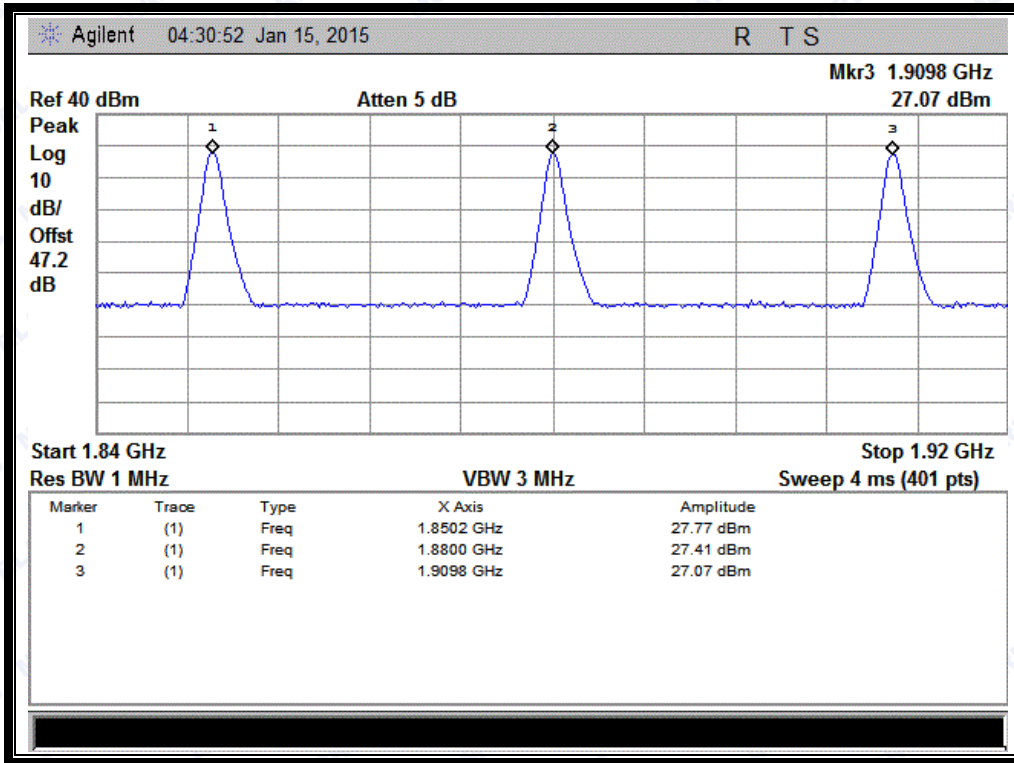 Agilent 04:30:52 Jan 15, 2015 R T S
Mkr3 1.9098 GHz
Ref 40 dBm Atten 5 dB 27.07 dBm
Peak
Log
10
dB/
Offst
47.2
dB
1 2 3
Start 1.84 GHz Stop 1.92 GHz
Res BW 1 MHz VBW 3 MHz Sweep 4 ms (401 pts)
Marker Trace Type X Axis Amplitude
1 (1) Freq 1.8502 GHz 27.77 dBm
2 (1) Freq 1.8800 GHz 27.41 dBm
3 (1) Freq 1.9098 GHz 27.07 dBm